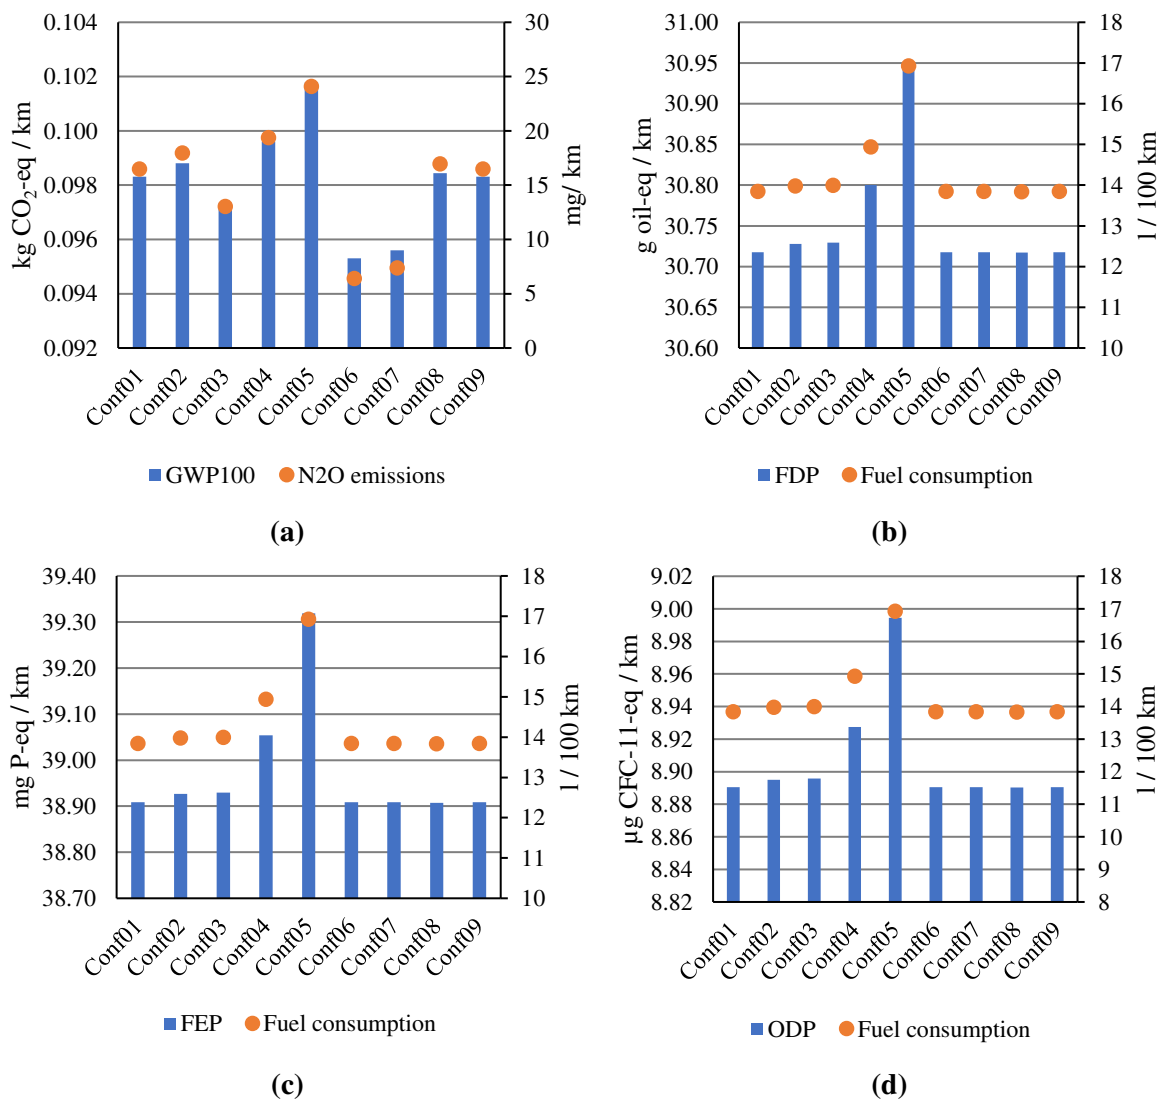 0.104
0.102
0.100
0.098
0.096
0.094
0.092
kg CO₂-eq / km
30
25
20
15
10
5
0
mg/ km
Conf01
Conf02
Conf03
Conf04
Conf05
Conf06
Conf07
Conf08
Conf09
GWP100 N2O emissions
(a)
31.00
30.95
30.90
30.85
30.80
30.75
30.70
30.65
30.60
g oil-eq / km
18
17
16
15
14
13
12
11
10
l / 100 km
Conf01
Conf02
Conf03
Conf04
Conf05
Conf06
Conf07
Conf08
Conf09
FDP Fuel consumption
(b)
39.40
39.30
39.20
39.10
39.00
38.90
38.80
38.70
mg P-eq / km
18
17
16
15
14
13
12
11
10
l / 100 km
Conf01
Conf02
Conf03
Conf04
Conf05
Conf06
Conf07
Conf08
Conf09
FEP Fuel consumption
(c)
9.02
9.00
8.98
8.96
8.94
8.92
8.90
8.88
8.86
8.84
8.82
µg CFC-11-eq / km
18
17
16
15
14
13
12
11
10
9
8
l / 100 km
Conf01
Conf02
Conf03
Conf04
Conf05
Conf06
Conf07
Conf08
Conf09
ODP Fuel consumption
(d)